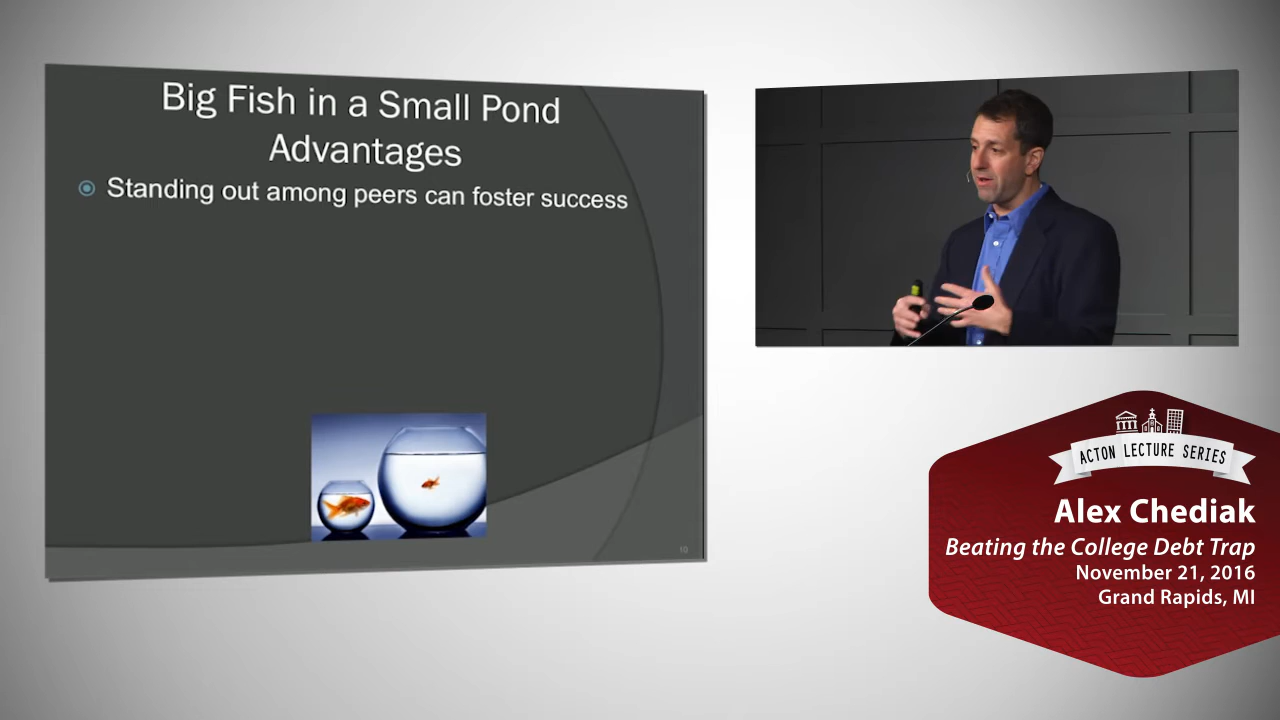 Big Fish in a Small Pond
Advantages
Standing out among peers can foster success
10
ACTON LECTURE SERIES
Alex Chediak
Beating the College Debt Trap
November 21, 2016
Grand Rapids, MI